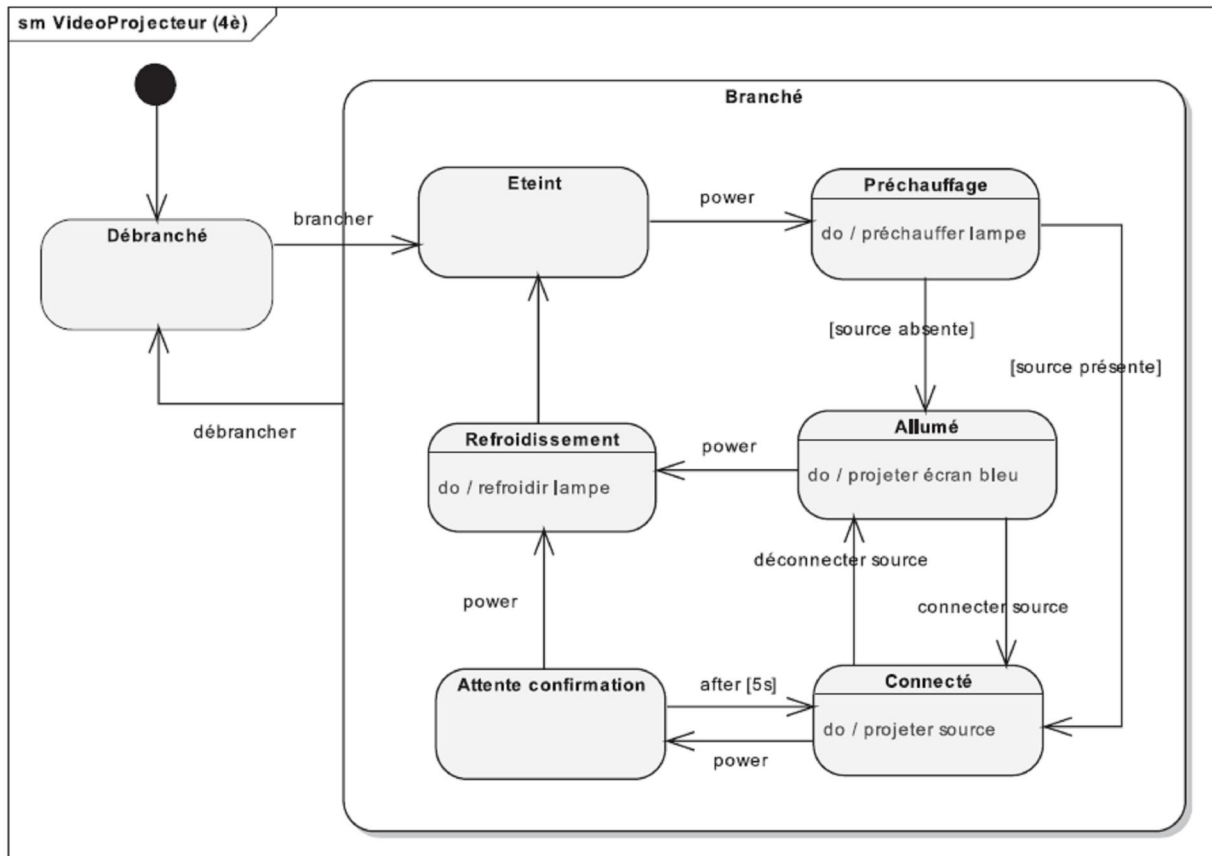 sm VideoProjecteur (4è)
Branché
Eteint
power
Préchauffage
do / préchauffer lampe
brancher
Débranché
[source absente]
[source présente]
débrancher
Refroidissement
do / refroidir lampe
power
Allumé
do / projeter écran bleu
déconnecter source
connecter source
power
Attente confirmation
after [5s]
power
Connecté
do / projeter source